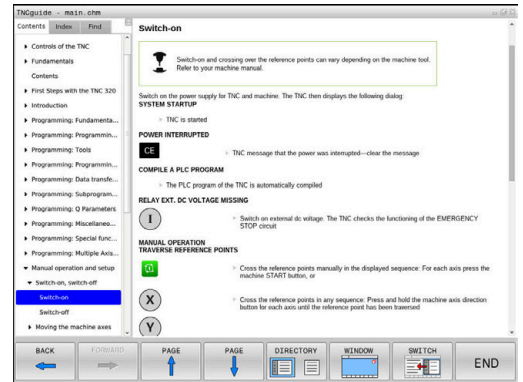 TNCguide - main.chm
Contents Index Find
Controls of the TNC
Fundamentals
Contents
First Steps with the TNC 320
Introduction
Programming: Fundamenta...
Programming: Programmin...
Programming: Tools
Programming: Programmin...
Programming: Data transfe...
Programming: Subprogram...
Programming: Q Parameters
Programming: Miscellaneo...
Programming: Special func...
Programming: Multiple Axis...
Manual operation and setup
Switch-on, switch-off
Switch-on
Switch-off
Moving the machine axes
Switch-on
Switch-on and crossing over the reference points can vary depending on the machine tool.
Refer to your machine manual.
Switch on the power supply for TNC and machine. The TNC then displays the following dialog:
SYSTEM STARTUP
TNC is started
POWER INTERRUPTED
CE
TNC message that the power was interrupted—clear the message
COMPILE A PLC PROGRAM
The PLC program of the TNC is automatically compiled
RELAY EXT. DC VOLTAGE MISSING
I
Switch on external dc voltage. The TNC checks the functioning of the EMERGENCY
STOP circuit
MANUAL OPERATION
TRAVERSE REFERENCE POINTS
Cross the reference points manually in the displayed sequence: For each axis press the
machine START button, or
X
Cross the reference points in any sequence: Press and hold the machine axis direction
button for each axis until the reference point has been traversed
Y
BACK
FORWARD
PAGE
PAGE
DIRECTORY
WINDOW
SWITCH
END